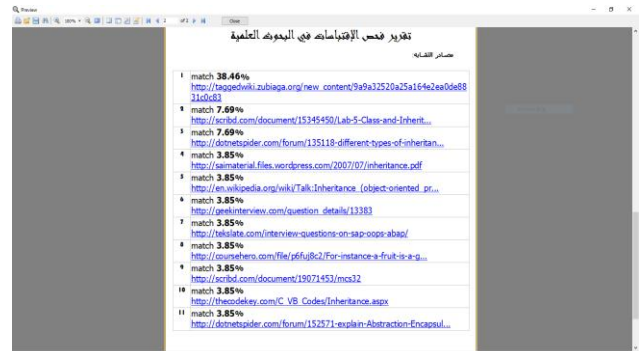 Preview
100%
1 of 1
Close
تقرير فحص الإقتباسات في البحوث العلمية
مصادر التشابه:
1 match 38.46%
http://taggedwiki.zubiaga.org/new_content/9a9a32520a25a164e2ea0de88
31c0c83
2 match 7.69%
http://scribd.com/document/15345450/Lab-5-Class-and-Inherit...
3 match 7.69%
http://dotnetspider.com/forum/135118-different-types-of-inheritan...
4 match 3.85%
http://saimaterial.files.wordpress.com/2007/07/inheritance.pdf
5 match 3.85%
http://en.wikipedia.org/wiki/Talk:Inheritance_(object-oriented_pr...
6 match 3.85%
http://geekinterview.com/question_details/13383
7 match 3.85%
http://tekslate.com/interview-questions-on-sap-oops-abap/
8 match 3.85%
http://coursehero.com/file/p6fuj8c2/For-instance-a-fruit-is-a-g...
9 match 3.85%
http://scribd.com/document/19071453/mcs32
10 match 3.85%
http://thecodekey.com/C_VB_Codes/Inheritance.aspx
11 match 3.85%
http://dotnetspider.com/forum/152571-explain-Abstraction-Encapsul...